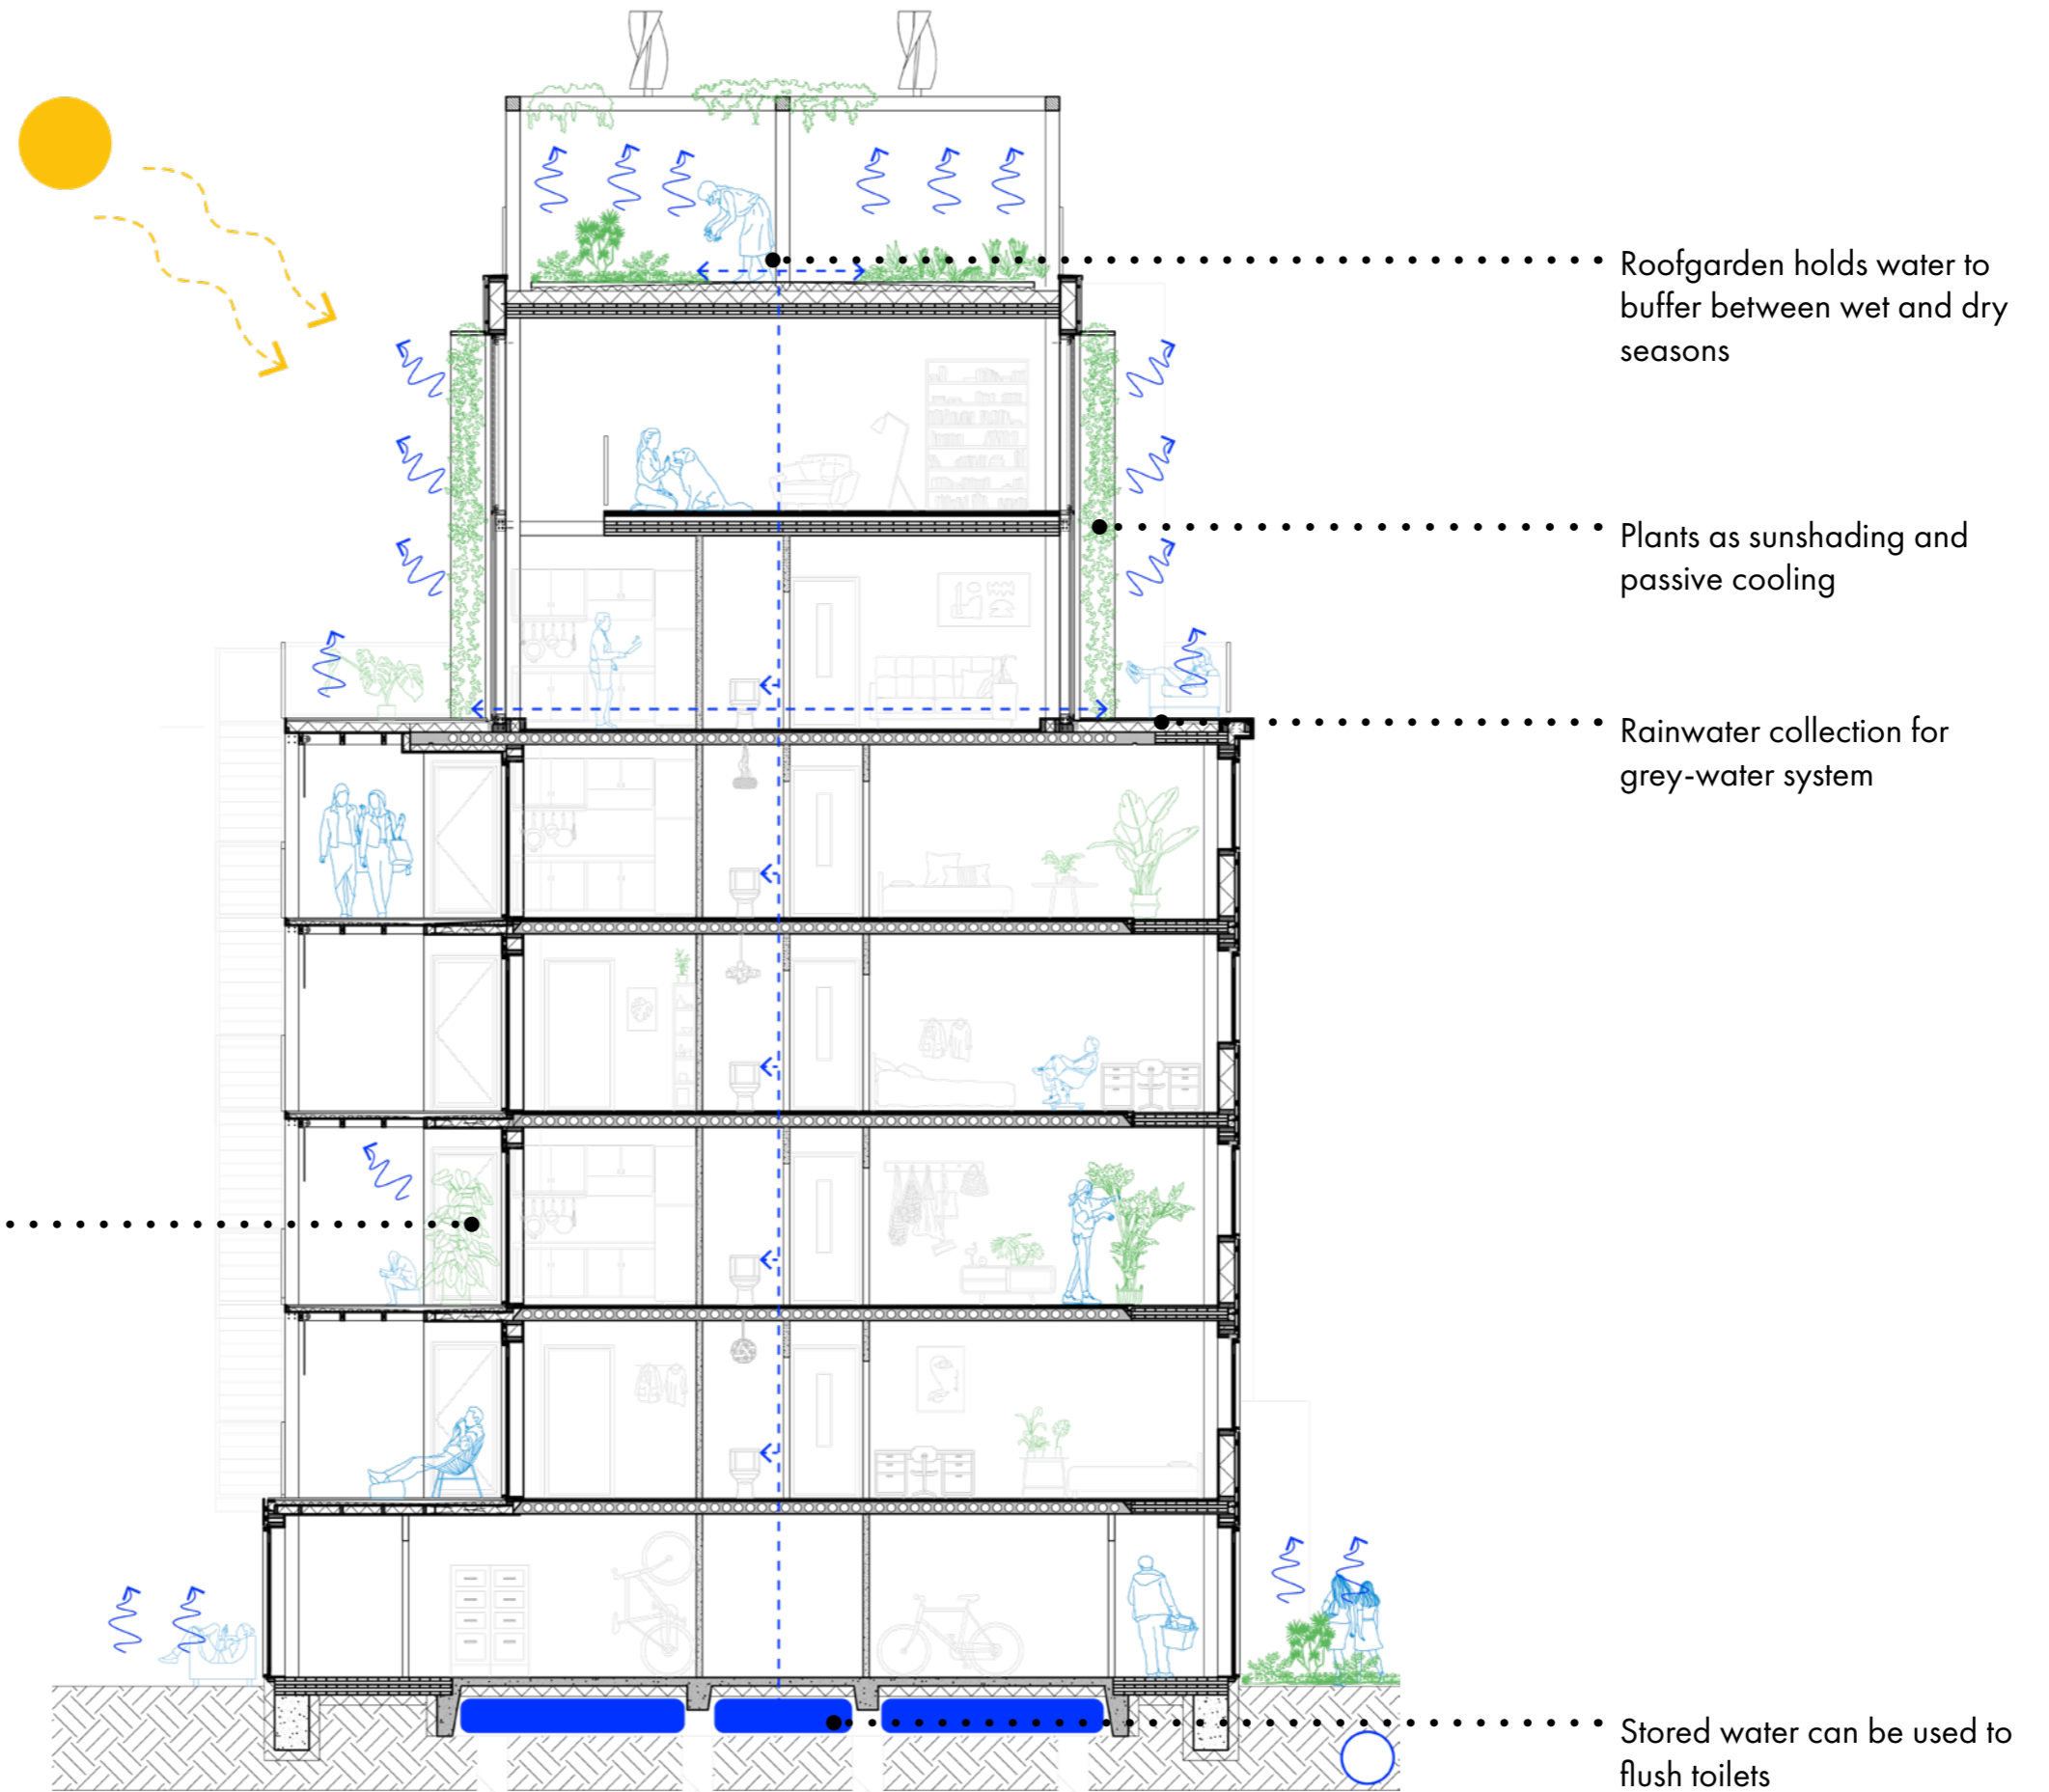 Roofgarden holds water to
buffer between wet and dry
seasons
Plants as sunshading and
passive cooling
Rainwater collection for
grey-water system
Stored water can be used to
flush toilets